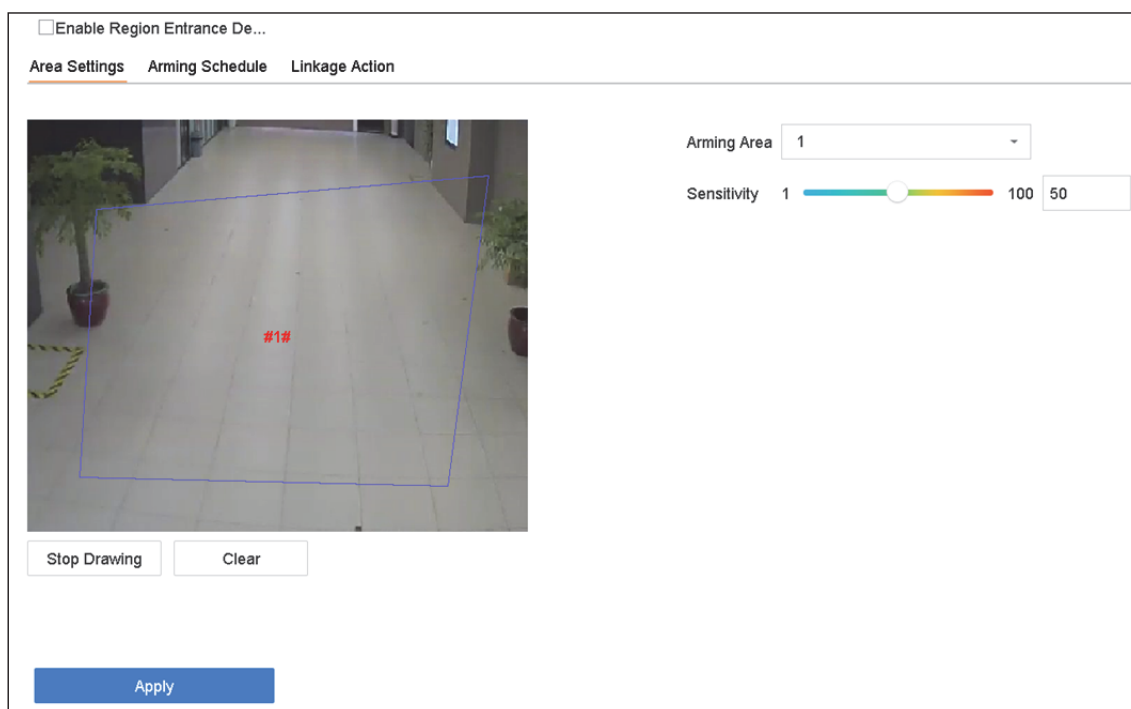 Enable Region Entrance De...
Area Settings Arming Schedule Linkage Action
Arming Area 1
Sensitivity 1 100 50
#1#
Stop Drawing Clear
Apply